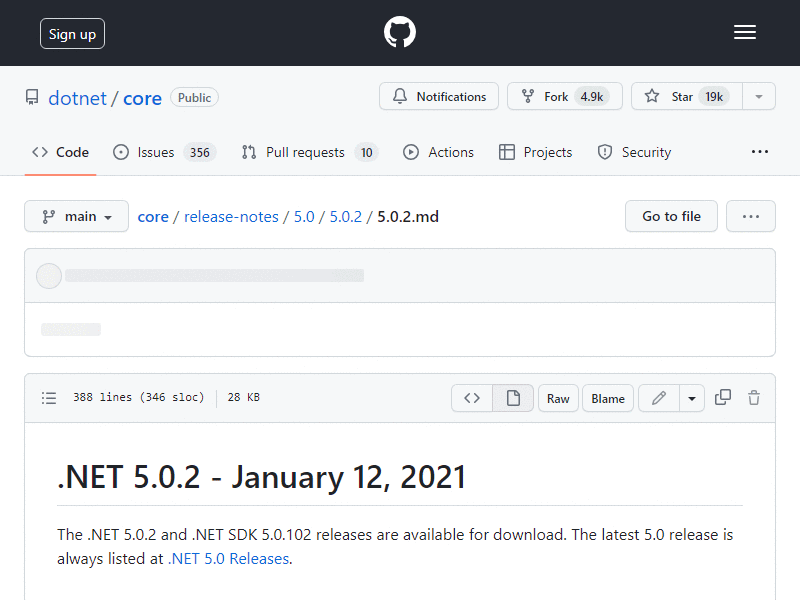 Sign up
dotnet / core Public
Notifications
Fork 4.9k
Star 19k
Code
Issues 356
Pull requests 10
Actions
Projects
Security
main
core / release-notes / 5.0 / 5.0.2 / 5.0.2.md
Go to file
388 lines (346 sloc) 28 KB
Raw
Blame
.NET 5.0.2 - January 12, 2021
The .NET 5.0.2 and .NET SDK 5.0.102 releases are available for download. The latest 5.0 release is
always listed at .NET 5.0 Releases.